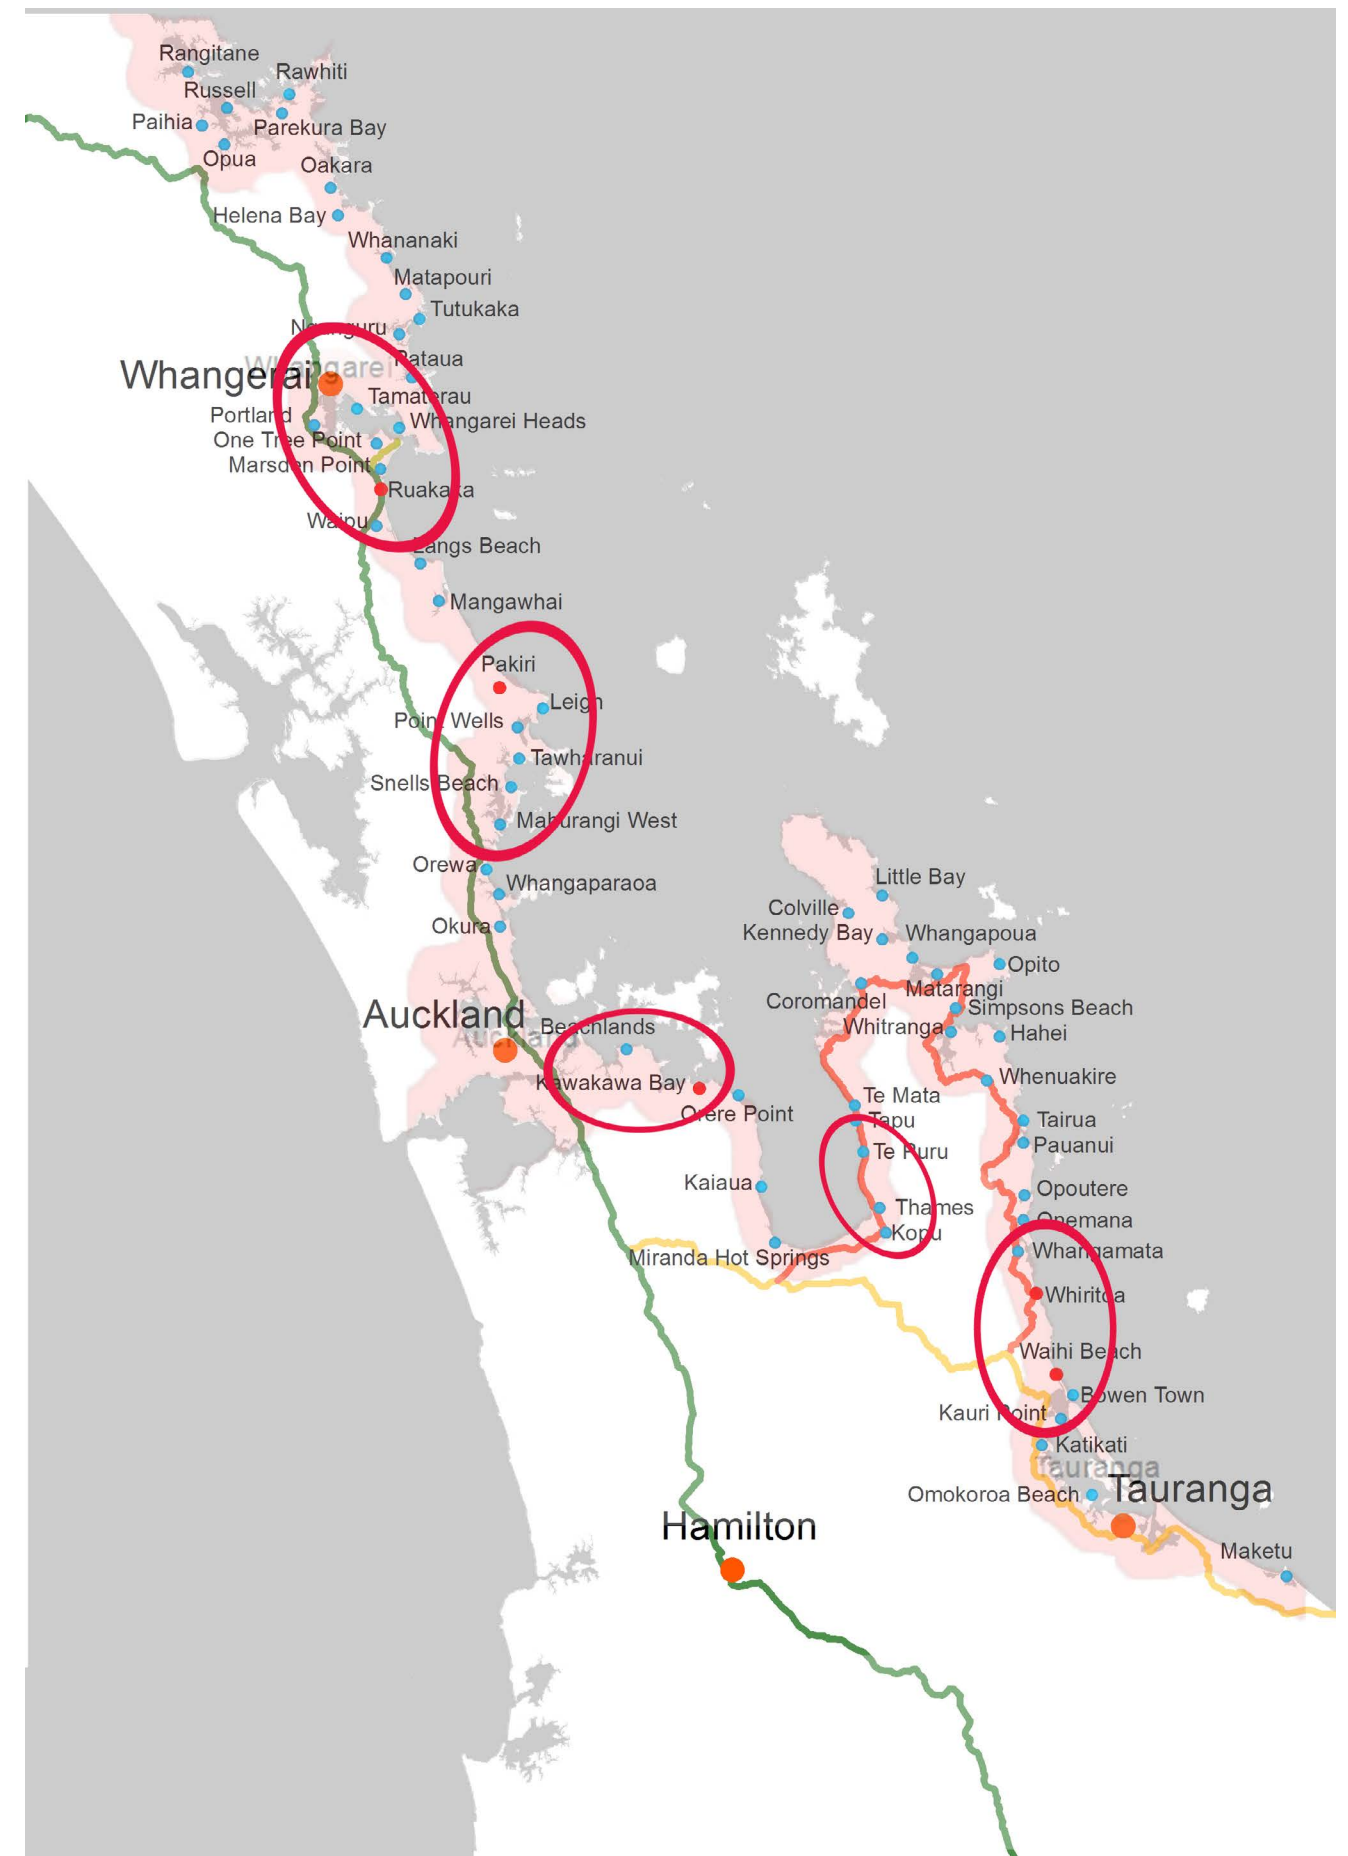 Rangitane
Rawhiti
Russell
Paihia
Parekura Bay
Opua
Oakara
Helena Bay
Whananaki
Matapouri
Tutukaka
Ngunguru
Pataua
Whangarei
Whangerai
Tamaterau
Portland
Whangarei Heads
One Tree Point
Marsden Point
Ruakaka
Waipu
Langs Beach
Mangawhai
Pakiri
Leigh
Point Wells
Tawharanui
Snells Beach
Mahurangi West
Orewa
Whangaparaoa
Okura
Little Bay
Colville
Kennedy Bay
Whangapoua
Opito
Matarangi
Coromandel
Simpsons Beach
Whitranga
Hahei
Auckland
Auckland
Beachlands
Kawakawa Bay
Orere Point
Whenuakire
Te Mata
Tapu
Tairua
Pauanui
Te Puru
Kaiaua
Opoutere
Thames
Onemana
Kopu
Miranda Hot Springs
Whangamata
Whiritoa
Waihi Beach
Bowen Town
Kauri Point
Katikati
Tauranga
Omokoroa Beach
Tauranga
Hamilton
Maketu